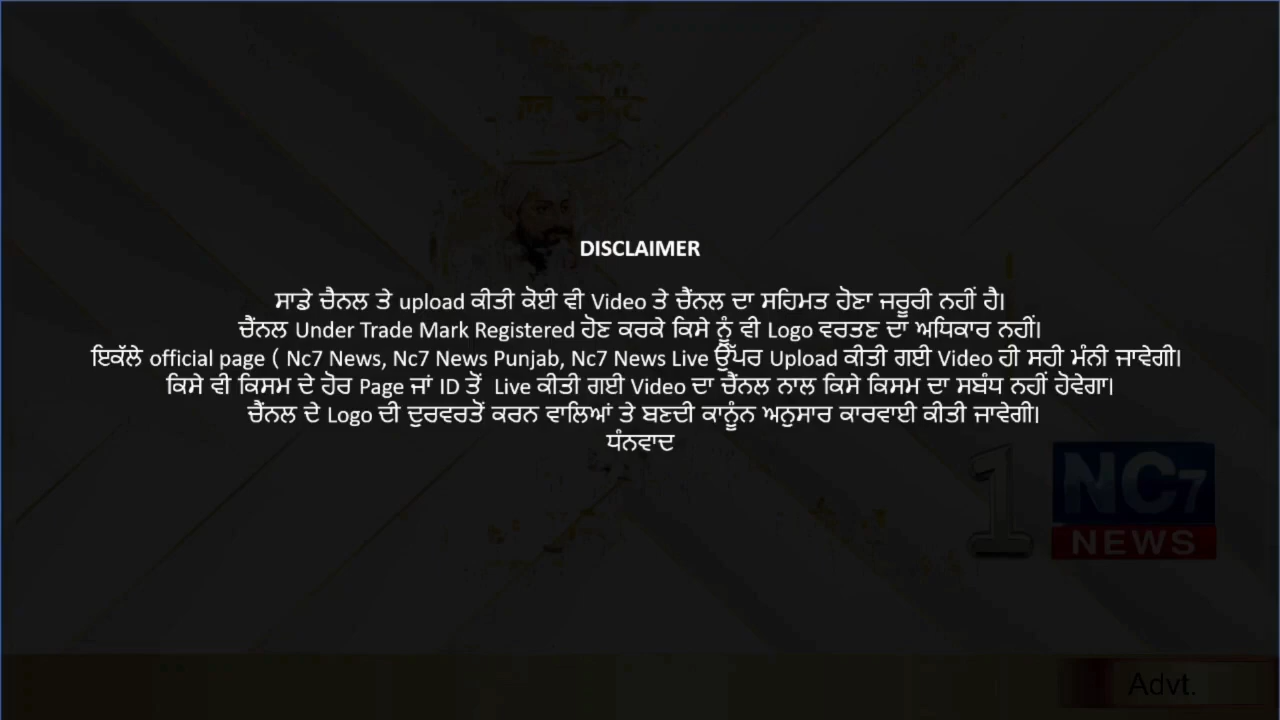 DISCLAIMER
ਸਾਡੇ ਚੈਨਲ ਤੇ upload ਕੀਤੀ ਕੋਈ ਵੀ Video ਤੇ ਚੈਂਨਲ ਦਾ ਸਹਿਮਤ ਹੋਣਾ ਜਰੂਰੀ ਨਹੀਂ ਹੈ।
ਚੈਂਨਲ Under Trade Mark Registered ਹੋਣ ਕਰਕੇ ਕਿਸੇ ਨੂੰ ਵੀ Logo ਵਰਤਣ ਦਾ ਅਧਿਕਾਰ ਨਹੀਂ।
ਇਕੱਲੇ official page ( Nc7 News, Nc7 News Punjab, Nc7 News Live ਉੱਪਰ Upload ਕੀਤੀ ਗਈ Video ਹੀ ਸਹੀ ਮੰਨੀ ਜਾਵੇਗੀ।
ਕਿਸੇ ਵੀ ਕਿਸਮ ਦੇ ਹੋਰ Page ਜਾਂ ID ਤੋਂ Live ਕੀਤੀ ਗਈ Video ਦਾ ਚੈਂਨਲ ਨਾਲ ਕਿਸੇ ਕਿਸਮ ਦਾ ਸਬੰਧ ਨਹੀਂ ਹੋਵੇਗਾ।
ਚੈਂਨਲ ਦੇ Logo ਦੀ ਦੁਰਵਰਤੋਂ ਕਰਨ ਵਾਲਿਆਂ ਤੇ ਬਣਦੀ ਕਾਨੂੰਨ ਅਨੁਸਾਰ ਕਾਰਵਾਈ ਕੀਤੀ ਜਾਵੇਗੀ।
ਧੰਨਵਾਦ
1 NC7
NEWS
Advt.